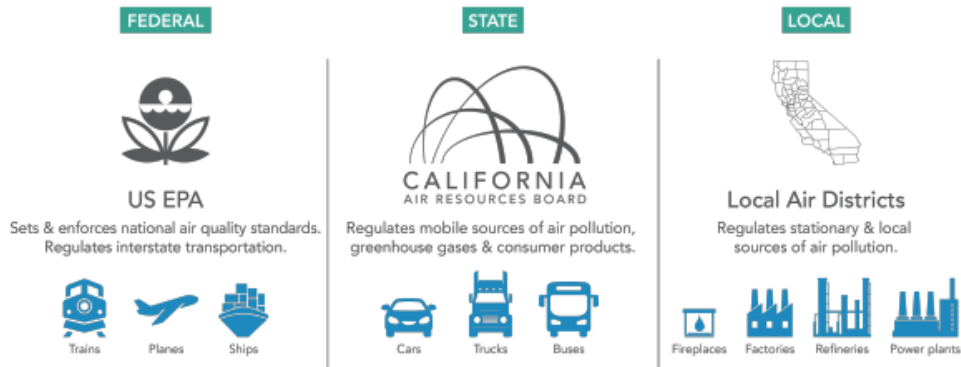 FEDERAL
US EPA
Sets & enforces national air quality standards.
Regulates interstate transportation.
Trains
Planes
Ships
STATE
CALIFORNIA
AIR RESOURCES BOARD
Regulates mobile sources of air pollution,
greenhouse gases & consumer products.
Cars
Trucks
Buses
LOCAL
Local Air Districts
Regulates stationary & local
sources of air pollution.
Fireplaces
Factories
Refineries
Power plants